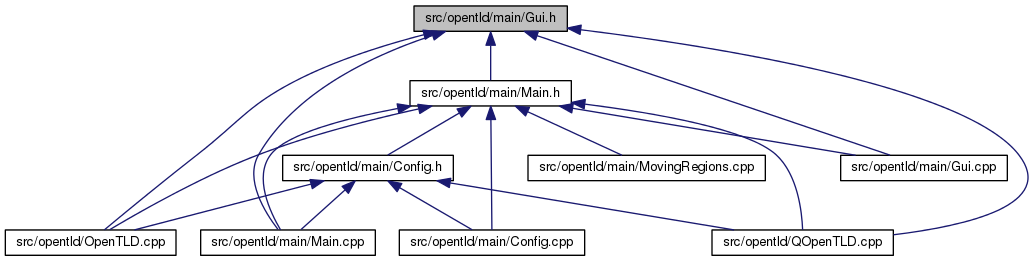 src/opentld/main/Gui.h
src/opentld/main/Main.h
src/opentld/main/Config.h
src/opentld/main/MovingRegions.cpp
src/opentld/main/Gui.cpp
src/opentld/OpenTLD.cpp
src/opentld/main/Main.cpp
src/opentld/main/Config.cpp
src/opentld/QOpenTLD.cpp